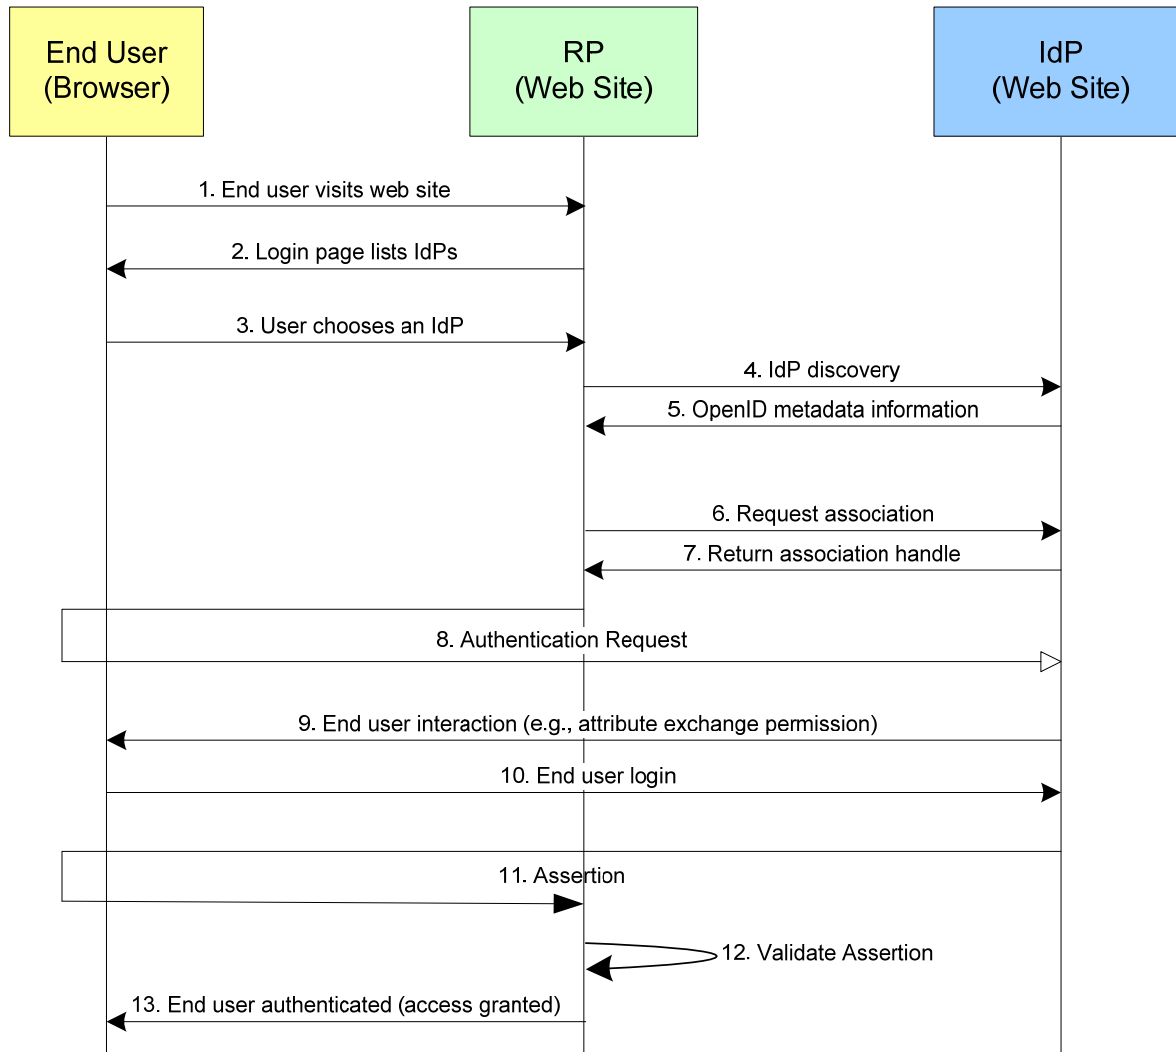 End User
(Browser)
RP
(Web Site)
IdP
(Web Site)
1. End user visits web site
2. Login page lists IdPs
3. User chooses an IdP
4. IdP discovery
5. OpenID metadata information
6. Request association
7. Return association handle
8. Authentication Request
9. End user interaction (e.g., attribute exchange permission)
10. End user login
11. Assertion
12. Validate Assertion
13. End user authenticated (access granted)